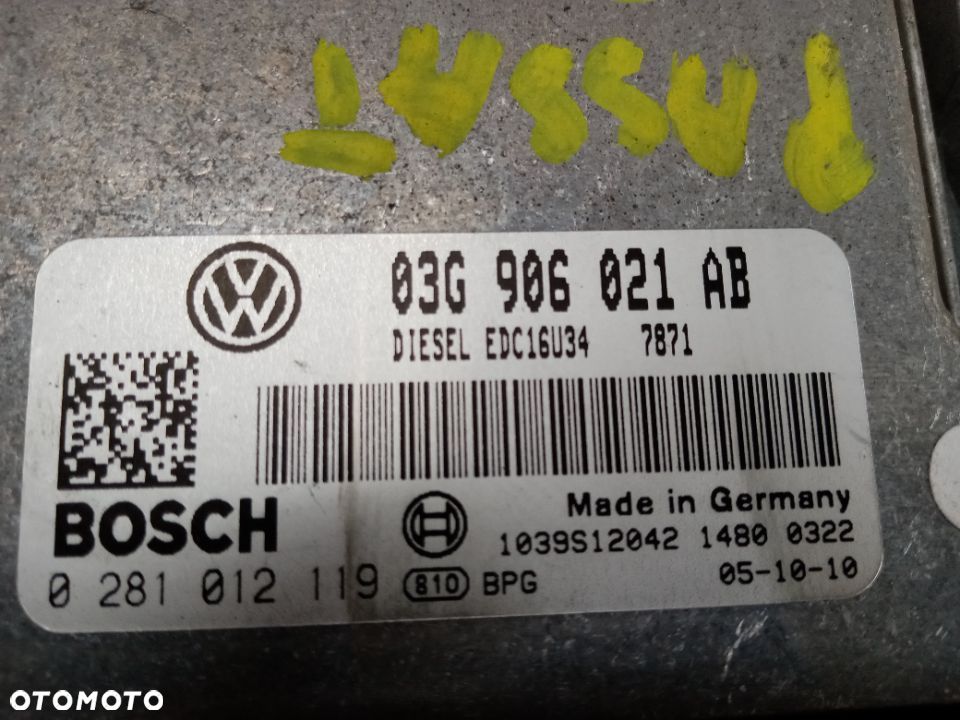 PASSAT
03G 906 021 AB
DIESEL EDC16U34 7871
BOSCH
Made in Germany
1039S12042 1480 0322
0 281 012 119 810 BPG 05-10-10
OTOMOTO